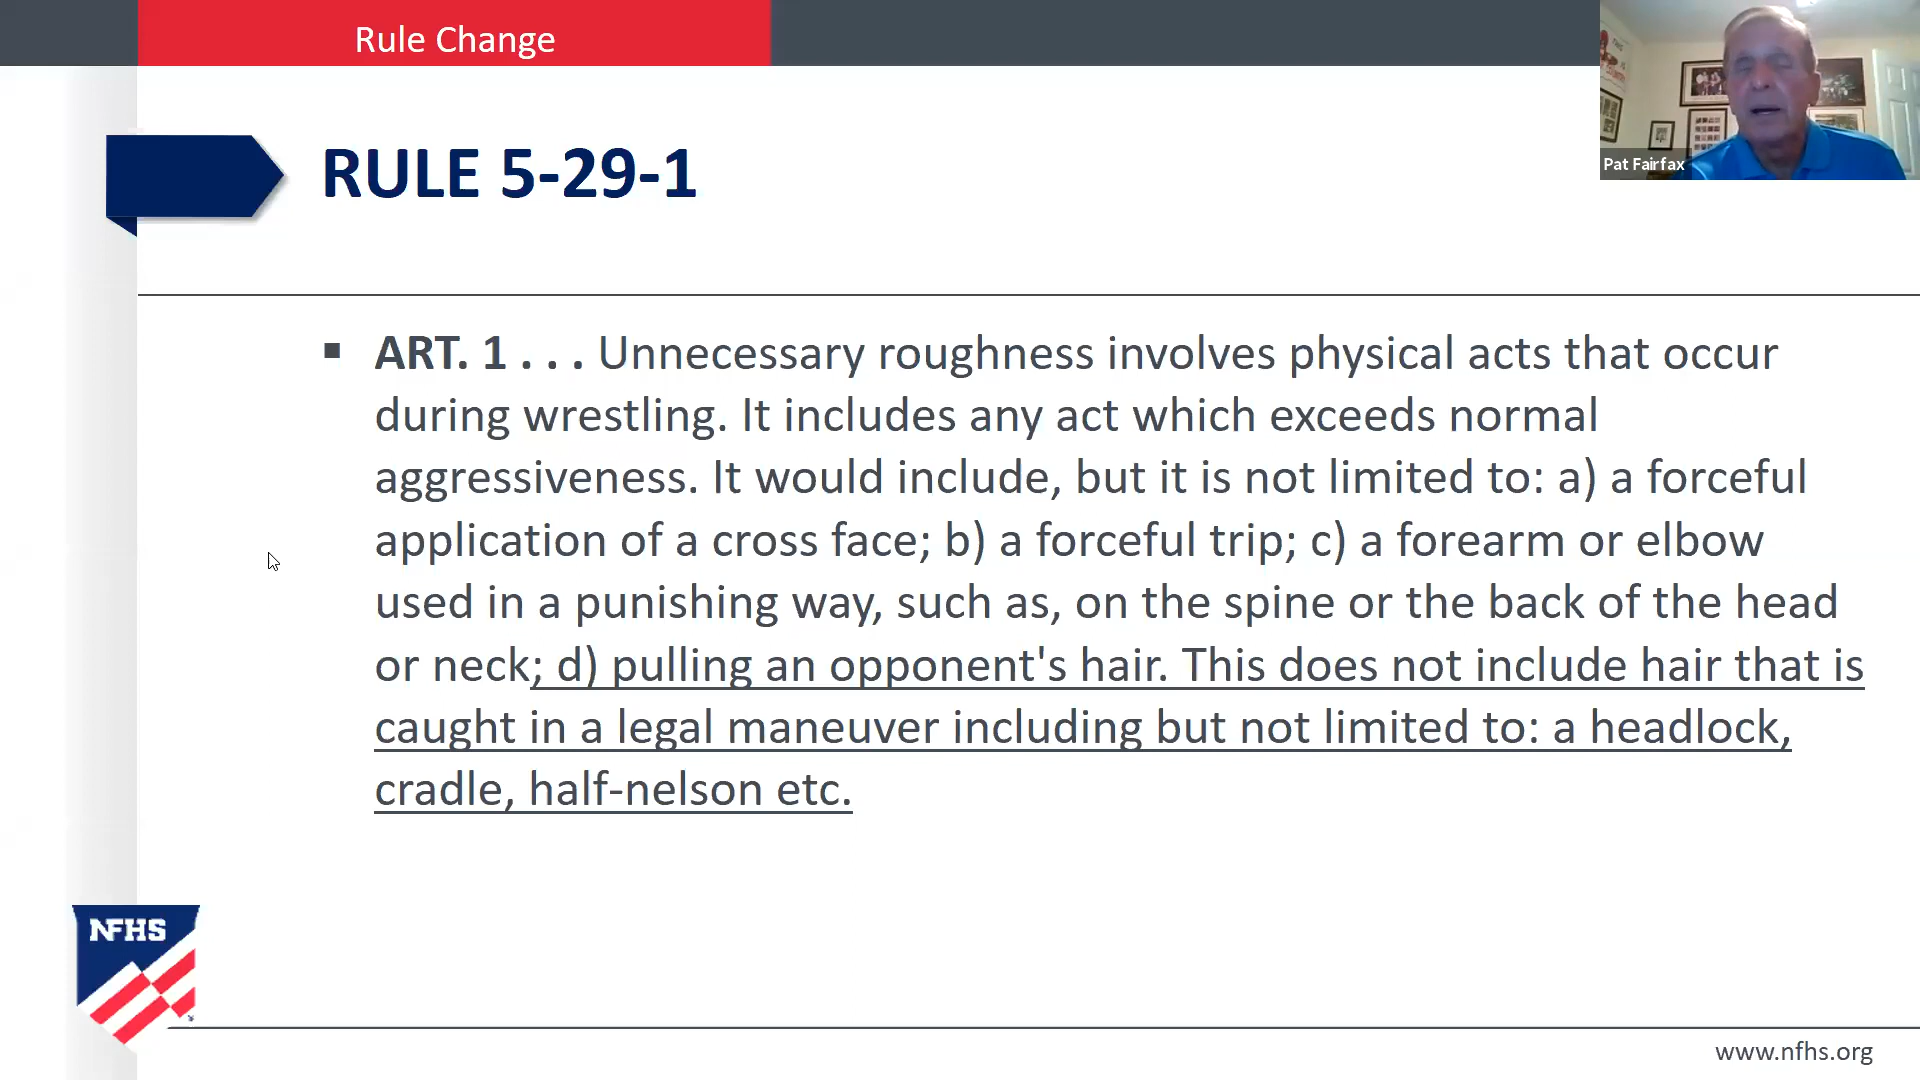 Rule Change
Pat Fairfax
RULE 5-29-1
▪ ART. 1 . . . Unnecessary roughness involves physical acts that occur
during wrestling. It includes any act which exceeds normal
aggressiveness. It would include, but it is not limited to: a) a forceful
application of a cross face; b) a forceful trip; c) a forearm or elbow
used in a punishing way, such as, on the spine or the back of the head
or neck; d) pulling an opponent's hair. This does not include hair that is
caught in a legal maneuver including but not limited to: a headlock,
cradle, half-nelson etc.
NFHS
www.nfhs.org